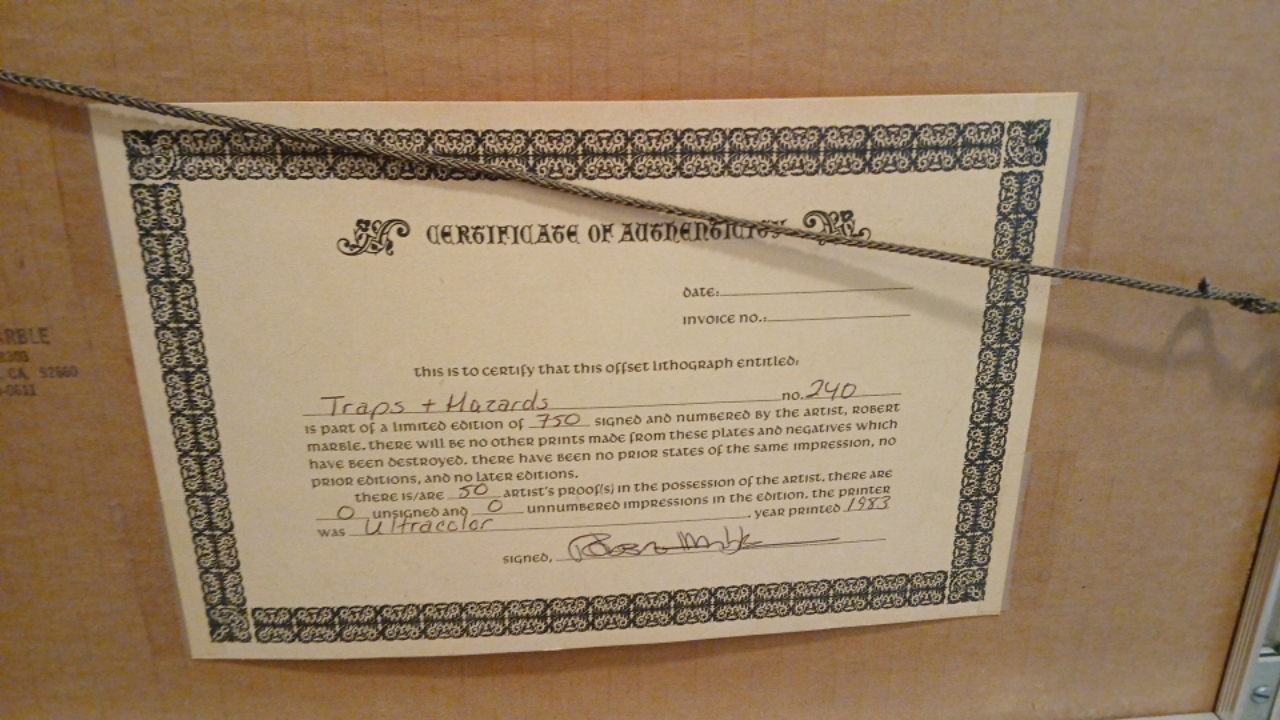 CERTIFICATE OF AUTHENTICITY
DATE:
INVOICE NO.:
THIS IS TO CERTIFY THAT THIS OFFSET LITHOGRAPH ENTITLED:
Traps + Hazards NO. 240
IS PART OF A LIMITED EDITION OF 750 SIGNED AND NUMBERED BY THE ARTIST, ROBERT
MARBLE. THERE WILL BE NO OTHER PRINTS MADE FROM THESE PLATES AND NEGATIVES WHICH
HAVE BEEN DESTROYED. THERE HAVE BEEN NO PRIOR STATES OF THE SAME IMPRESSION, NO
PRIOR EDITIONS, AND NO LATER EDITIONS.
THERE IS/ARE 50 ARTIST'S PROOF(S) IN THE POSSESSION OF THE ARTIST. THERE ARE
0 UNSIGNED AND 0 UNNUMBERED IMPRESSIONS IN THE EDITION. THE PRINTER
WAS Ultracolor. YEAR PRINTED 1983
SIGNED, Robert Marble
ARBLE
CA, 92660